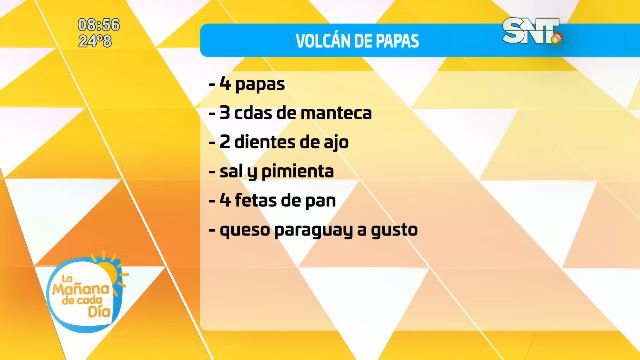 08:56
24°8
SNT
VOLCÁN DE PAPAS
- 4 papas
- 3 cdas de manteca
- 2 dientes de ajo
- sal y pimienta
- 4 fetas de pan
- queso paraguay a gusto
La
Mañana
de cada
Día